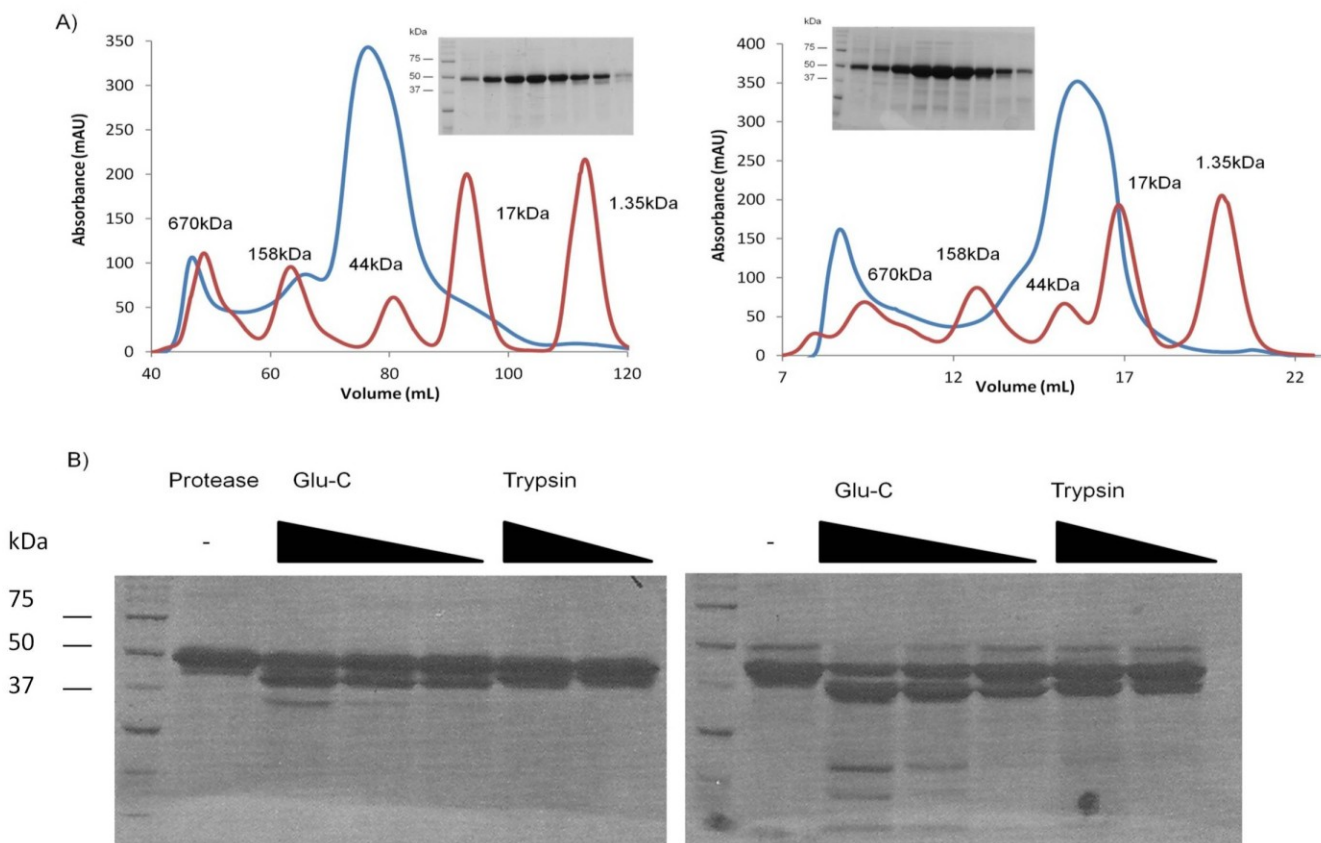 A)
350
300
250
200
150
100
50
0
40
60
80
100
120
Absorbance (mAU)
Volume (mL)
670kDa
158kDa
44kDa
17kDa
1.35kDa
kDa
75
50
37
400
350
300
250
200
150
100
50
0
7
12
17
22
Absorbance (mAU)
Volume (mL)
670kDa
158kDa
44kDa
17kDa
1.35kDa
kDa
75
50
37
B)
Protease Glu-C Trypsin
kDa -
75
50
37
Glu-C Trypsin
-